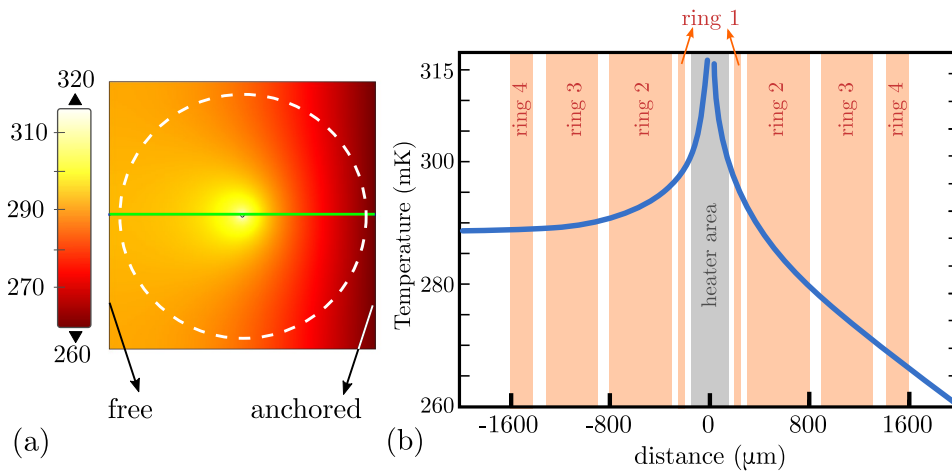 320
310
290
270
260
free
anchored
(a)
ring 1
315
300
280
260
Temperature (mK)
ring 4
ring 3
ring 2
heater area
ring 2
ring 3
ring 4
-1600
-800
0
800
1600
distance (μm)
(b)